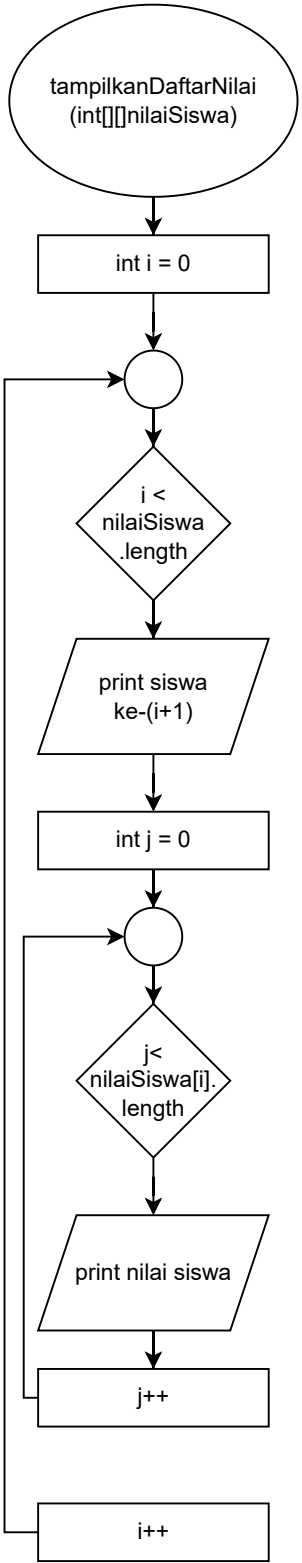 tampilkanDaftarNilai
(int[][]nilaiSiswa)
int i = 0
i <
nilaiSiswa
.length
print siswa
ke-(i+1)
int j = 0
j<
nilaiSiswa[i].
length
print nilai siswa
j++
i++